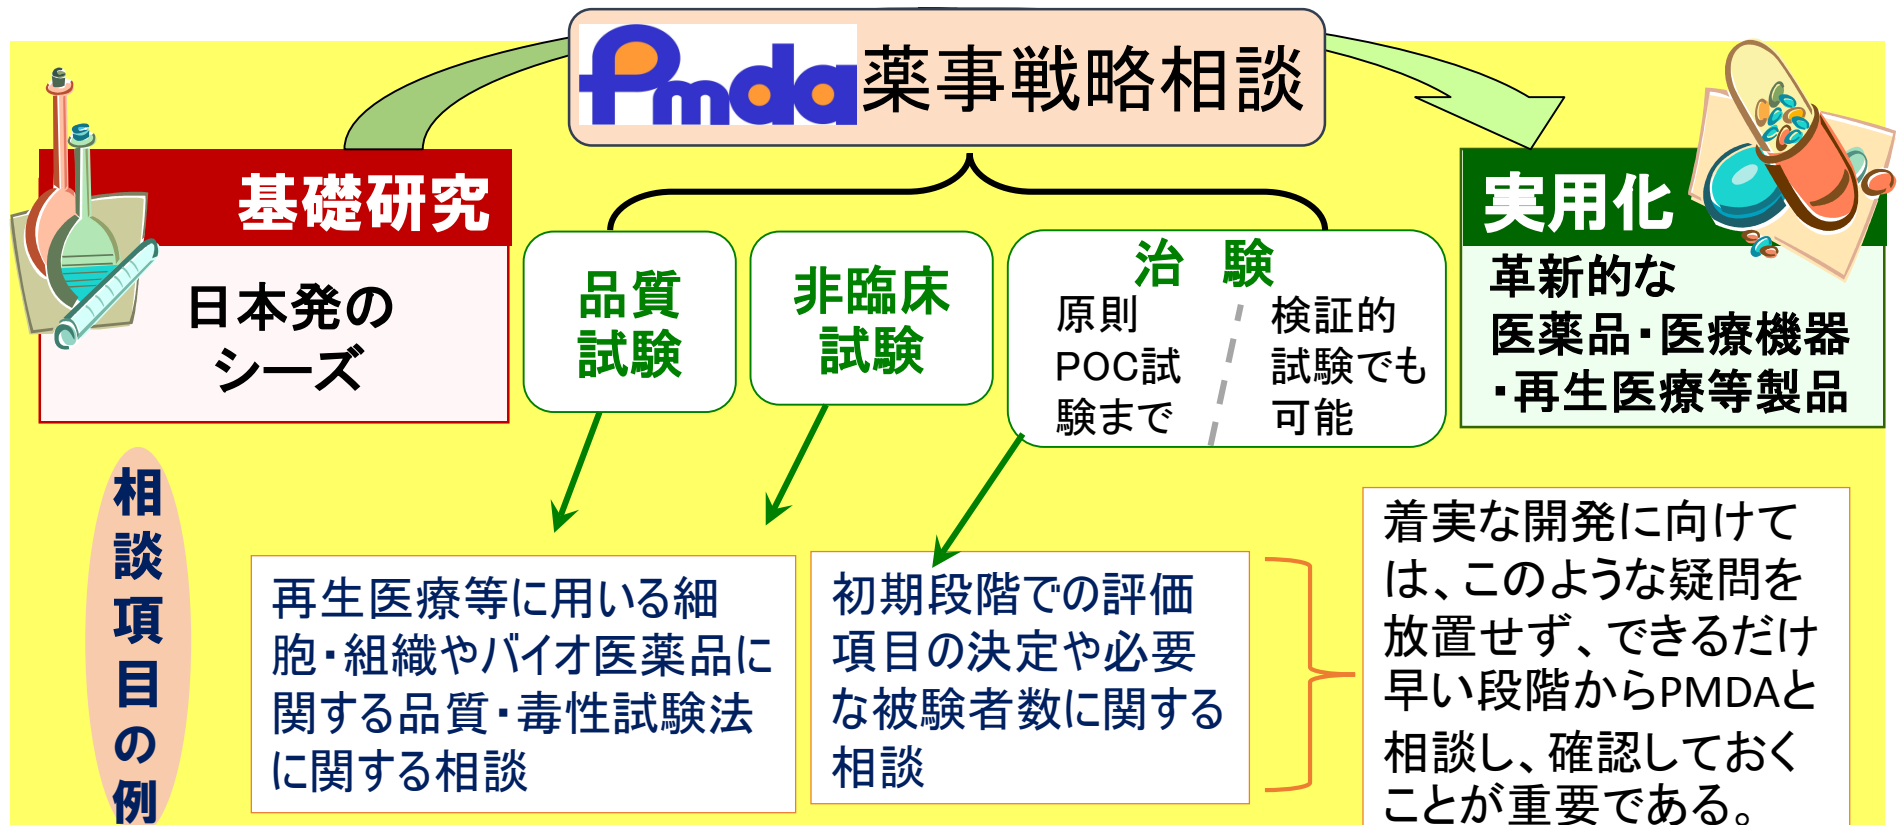 Pmda 薬事戦略相談
基礎研究
日本発の
シーズ
品質
試験
非臨床
試験
治　験
原則
POC試
験まで
検証的
試験でも
可能
実用化
革新的な
医薬品・医療機器
・再生医療等製品
相談項目の例
再生医療等に用いる細
胞・組織やバイオ医薬品に
関する品質・毒性試験法
に関する相談
初期段階での評価
項目の決定や必要
な被験者数に関する
相談
着実な開発に向けて
は、このような疑問を
放置せず、できるだけ
早い段階からPMDAと
相談し、確認しておく
ことが重要である。